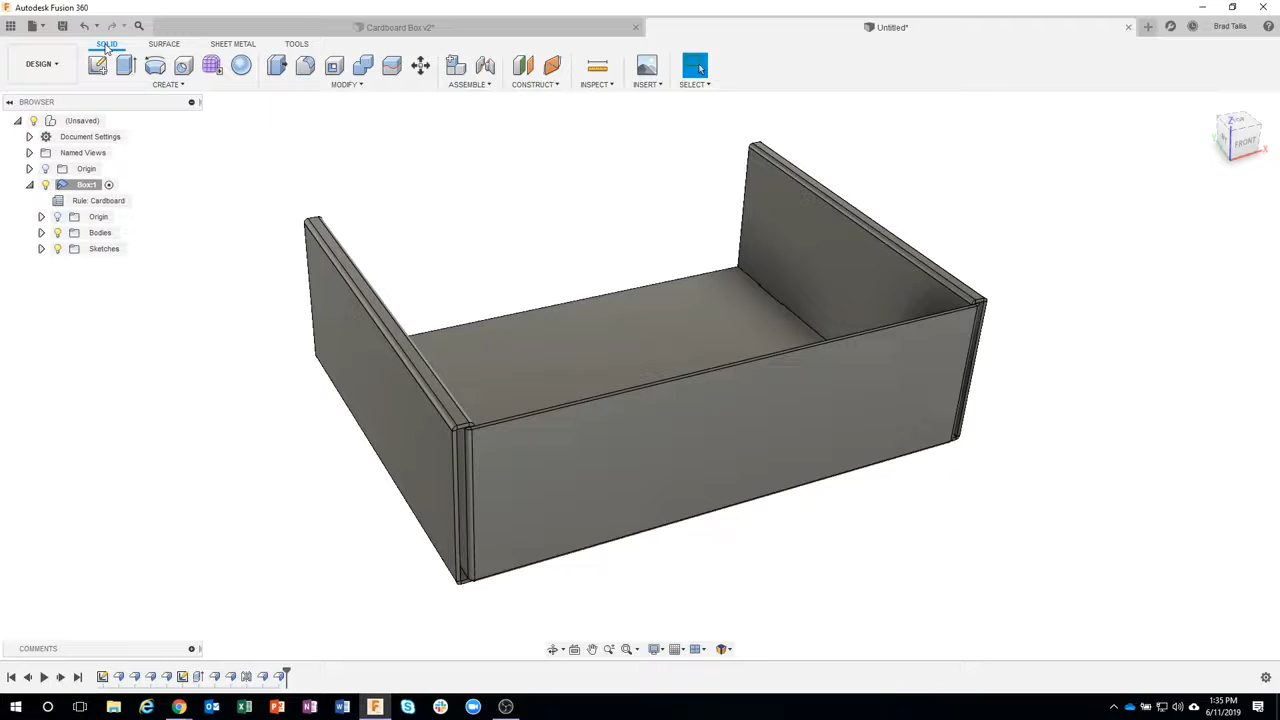 Autodesk Fusion 360
Cardboard Box v2*
Untitled*
Brad Tallis
DESIGN
SOLID
SURFACE
SHEET METAL
TOOLS
CREATE
MODIFY
ASSEMBLE
CONSTRUCT
INSPECT
INSERT
SELECT
BROWSER
(Unsaved)
Document Settings
Named Views
Origin
Box:1
Rule: Cardboard
Origin
Bodies
Sketches
Z
FRONT
X
COMMENTS
1:35 PM
6/11/2019